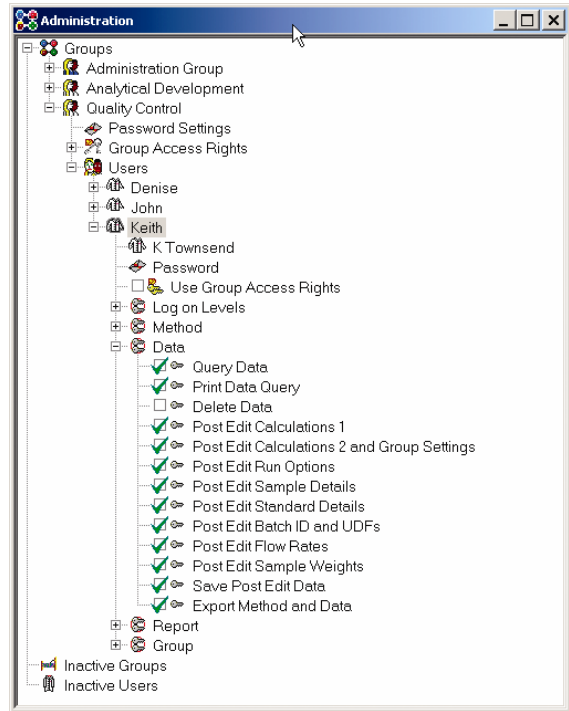 Administration
Groups
Administration Group
Analytical Development
Quality Control
Password Settings
Group Access Rights
Users
Denise
John
Keith
K Townsend
Password
Use Group Access Rights
Log on Levels
Method
Data
Query Data
Print Data Query
Delete Data
Post Edit Calculations 1
Post Edit Calculations 2 and Group Settings
Post Edit Run Options
Post Edit Sample Details
Post Edit Standard Details
Post Edit Batch ID and UDFs
Post Edit Flow Rates
Post Edit Sample Weights
Save Post Edit Data
Export Method and Data
Report
Group
Inactive Groups
Inactive Users